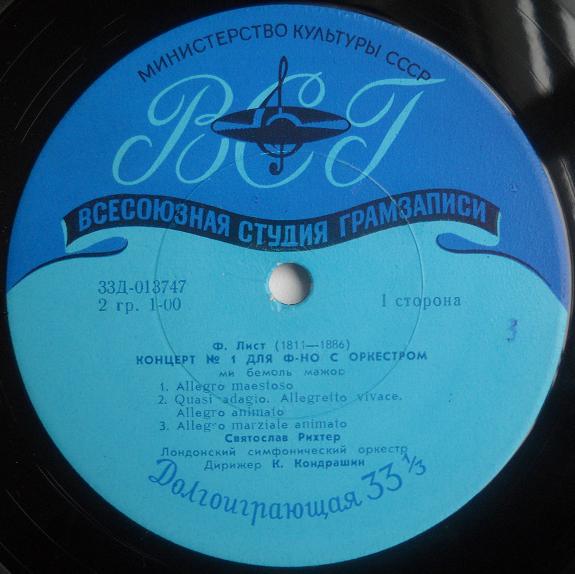 МИНИСТЕРСТВО КУЛЬТУРЫ СССР
ВСГ
ВСЕСОЮЗНАЯ СТУДИЯ ГРАМЗАПИСИ
33Д-013747
2 гр. 1-00
1 сторона
3
Ф. Лист (1811—1886)
КОНЦЕРТ № 1 ДЛЯ Ф-НО С ОРКЕСТРОМ
ми бемоль мажор
1. Allegro maestoso
2. Quasi adagio. Allegretto vivace.
Allegro animato
3. Allegro marziale animato
Святослав Рихтер
Лондонский симфонический оркестр
Дирижер К. Кондрашин
Долгоиграющая 33 1/3